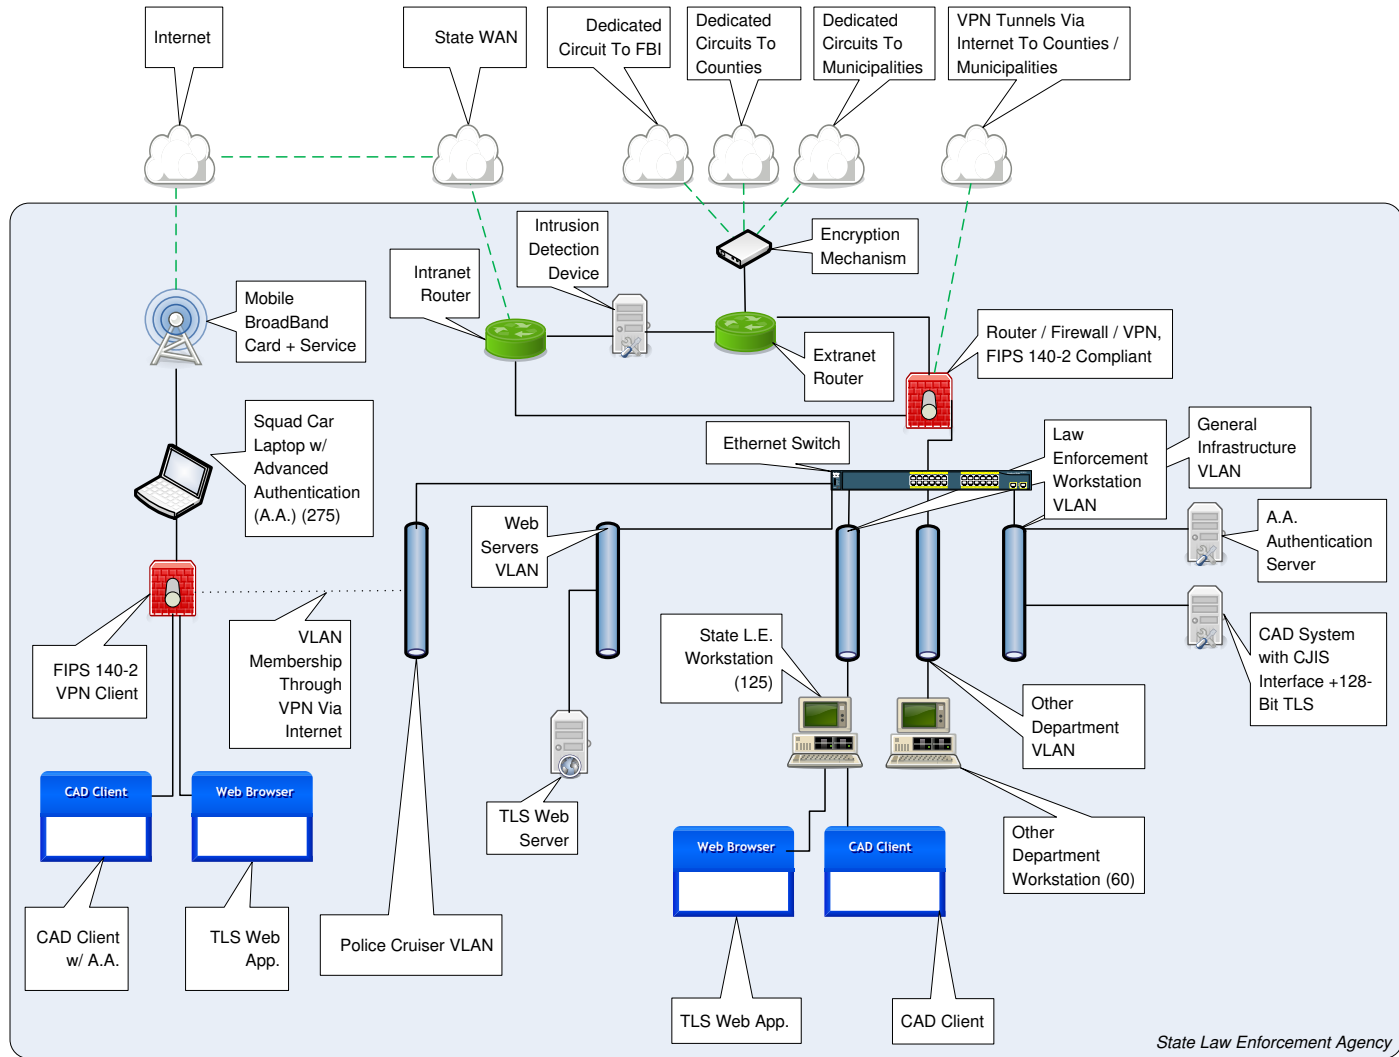 Internet
State WAN
Dedicated
Circuit To FBI
Dedicated
Circuits To
Counties
Dedicated
Circuits To
Municipalities
VPN Tunnels Via
Internet To Counties /
Municipalities
Intrusion
Detection
Device
Encryption
Mechanism
Intranet
Router
Mobile
BroadBand
Card + Service
Extranet
Router
Router / Firewall / VPN,
FIPS 140-2 Compliant
Squad Car
Laptop w/
Advanced
Authentication
(A.A.) (275)
Ethernet Switch
Law
Enforcement
Workstation
VLAN
General
Infrastructure
VLAN
Web
Servers
VLAN
A.A.
Authentication
Server
FIPS 140-2
VPN Client
VLAN
Membership
Through
VPN Via
Internet
State L.E.
Workstation
(125)
CAD System
with CJIS
Interface +128-
Bit TLS
Other
Department
VLAN
CAD Client
Web Browser
TLS Web
Server
Web Browser
CAD Client
Other
Department
Workstation (60)
CAD Client
w/ A.A.
TLS Web
App.
Police Cruiser VLAN
TLS Web App.
CAD Client
State Law Enforcement Agency